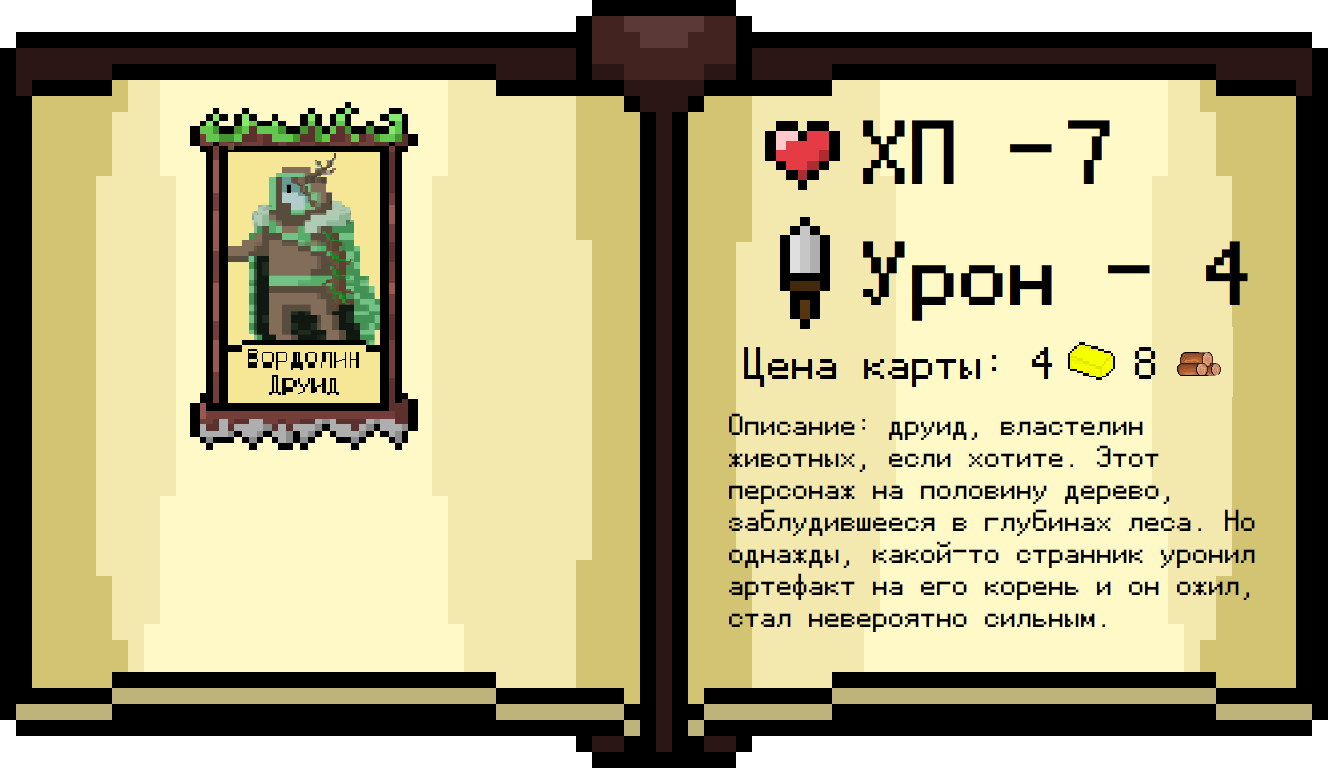 Вордолин
Друид
ХП -7
Урон - 4
Цена карты: 4 8
Описание: друид, властелин
животных, если хотите. Этот
персонаж на половину дерево,
заблудившееся в глубинах леса. Но
однажды, какой-то странник уронил
артефакт на его корень и он ожил,
стал невероятно сильным.